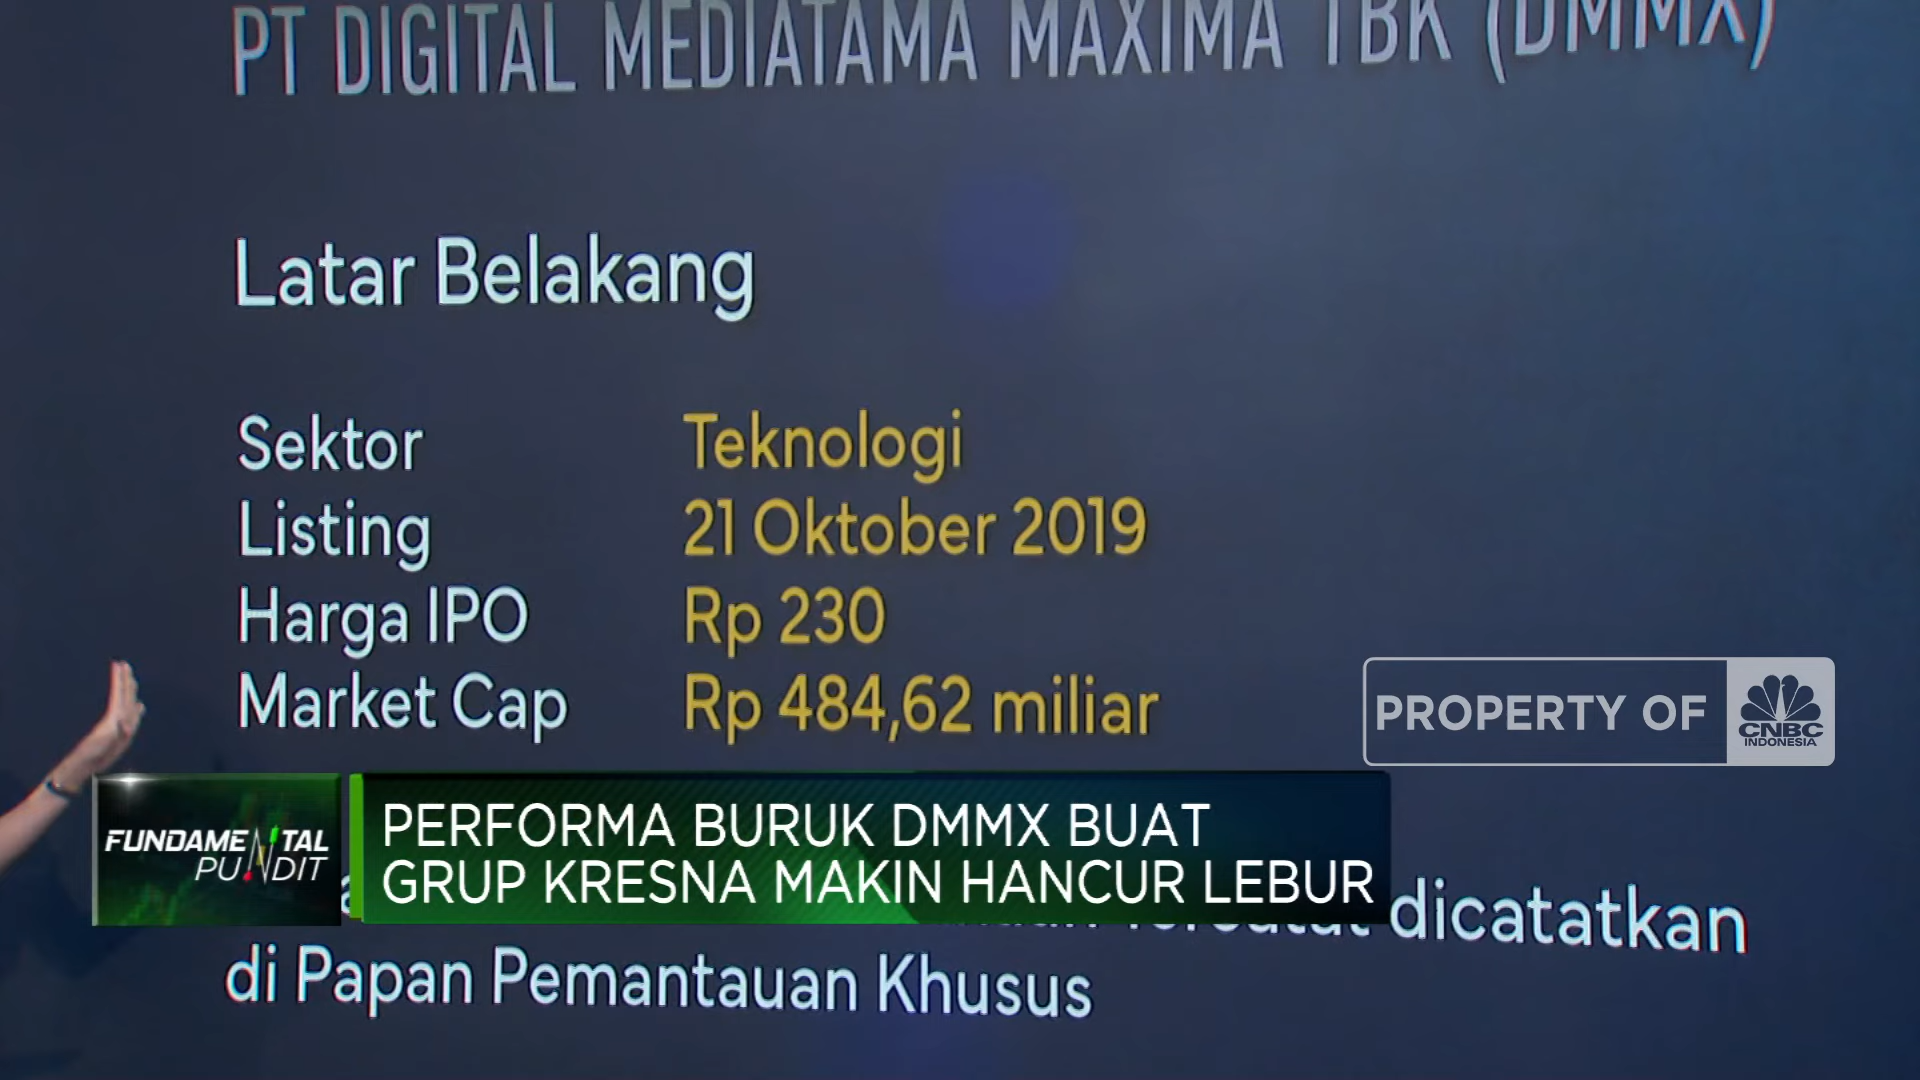 PT DIGITAL MEDIATAMA MAXIMA TBK (DMMX)
Latar Belakang
Sektor Teknologi
Listing 21 Oktober 2019
Harga IPO Rp 230
Market Cap Rp 484,62 miliar
PROPERTY OF CNBC INDONESIA
FUNDAMENTAL PUNDIT
PERFORMA BURUK DMMX BUAT
GRUP KRESNA MAKIN HANCUR LEBUR
dicatatkan
di Papan Pemantauan Khusus